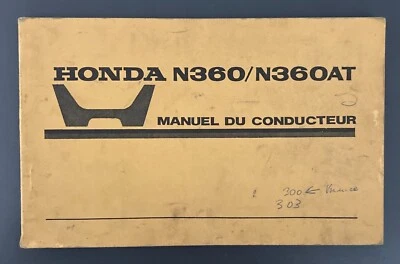 HONDA N360/N360AT
MANUEL DU CONDUCTEUR
300
303